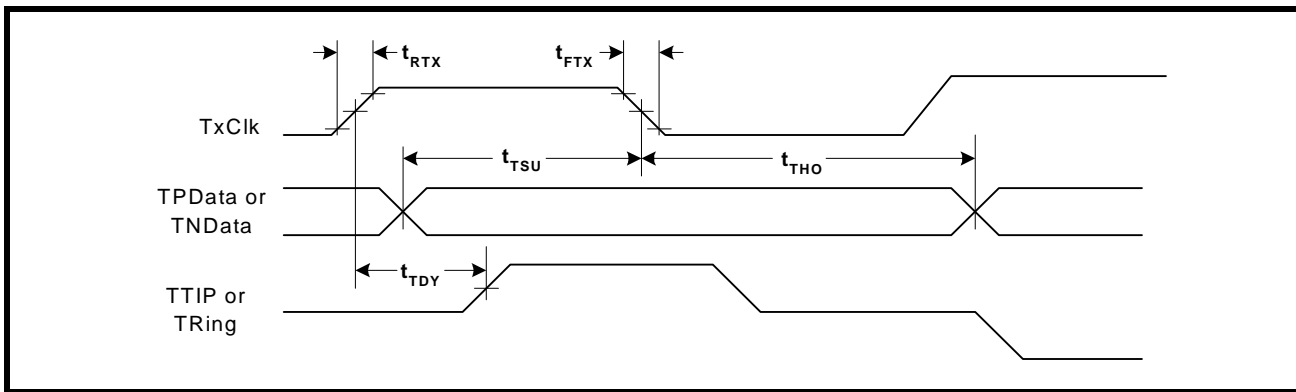 tRTX
tFTX
TxClk
tTSU
tTHO
TPData or
TNData
tTDY
TTIP or
TRing